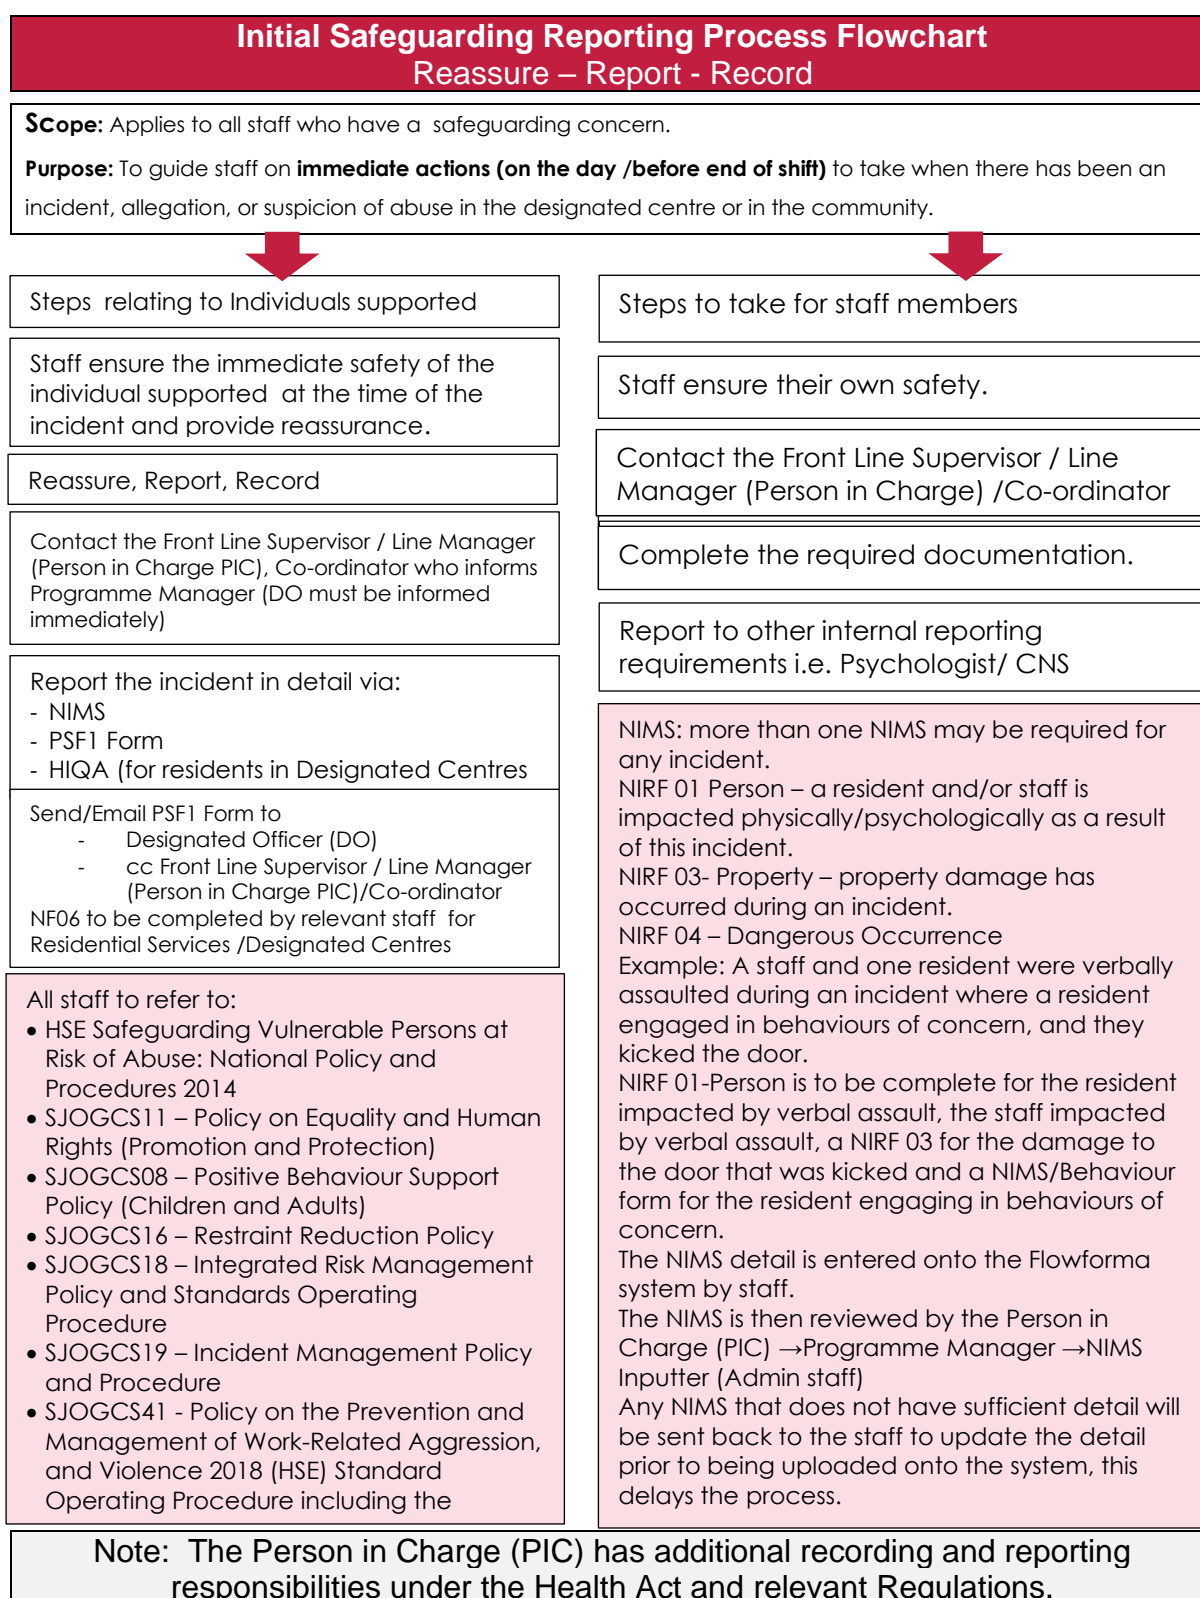 Initial Safeguarding Reporting Process Flowchart
Reassure – Report - Record
Scope: Applies to all staff who have a safeguarding concern.
Purpose: To guide staff on immediate actions (on the day /before end of shift) to take when there has been an
incident, allegation, or suspicion of abuse in the designated centre or in the community.
Steps relating to Individuals supported
Staff ensure the immediate safety of the
individual supported at the time of the
incident and provide reassurance.
Reassure, Report, Record
Contact the Front Line Supervisor / Line Manager
(Person in Charge PIC), Co-ordinator who informs
Programme Manager (DO must be informed
immediately)
Report the incident in detail via:
- NIMS
- PSF1 Form
- HIQA (for residents in Designated Centres
Send/Email PSF1 Form to
- Designated Officer (DO)
- cc Front Line Supervisor / Line Manager
(Person in Charge PIC)/Co-ordinator
NF06 to be completed by relevant staff for
Residential Services /Designated Centres
All staff to refer to:
• HSE Safeguarding Vulnerable Persons at
Risk of Abuse: National Policy and
Procedures 2014
• SJOGCS11 – Policy on Equality and Human
Rights (Promotion and Protection)
• SJOGCS08 – Positive Behaviour Support
Policy (Children and Adults)
• SJOGCS16 – Restraint Reduction Policy
• SJOGCS18 – Integrated Risk Management
Policy and Standards Operating
Procedure
• SJOGCS19 – Incident Management Policy
and Procedure
• SJOGCS41 - Policy on the Prevention and
Management of Work-Related Aggression,
and Violence 2018 (HSE) Standard
Operating Procedure including the
Steps to take for staff members
Staff ensure their own safety.
Contact the Front Line Supervisor / Line
Manager (Person in Charge) /Co-ordinator
Complete the required documentation.
Report to other internal reporting
requirements i.e. Psychologist/ CNS
NIMS: more than one NIMS may be required for
any incident.
NIRF 01 Person – a resident and/or staff is
impacted physically/psychologically as a result
of this incident.
NIRF 03- Property – property damage has
occurred during an incident.
NIRF 04 – Dangerous Occurrence
Example: A staff and one resident were verbally
assaulted during an incident where a resident
engaged in behaviours of concern, and they
kicked the door.
NIRF 01-Person is to be complete for the resident
impacted by verbal assault, the staff impacted
by verbal assault, a NIRF 03 for the damage to
the door that was kicked and a NIMS/Behaviour
form for the resident engaging in behaviours of
concern.
The NIMS detail is entered onto the Flowforma
system by staff.
The NIMS is then reviewed by the Person in
Charge (PIC) →Programme Manager →NIMS
Inputter (Admin staff)
Any NIMS that does not have sufficient detail will
be sent back to the staff to update the detail
prior to being uploaded onto the system, this
delays the process.
Note: The Person in Charge (PIC) has additional recording and reporting
responsibilities under the Health Act and relevant Regulations.